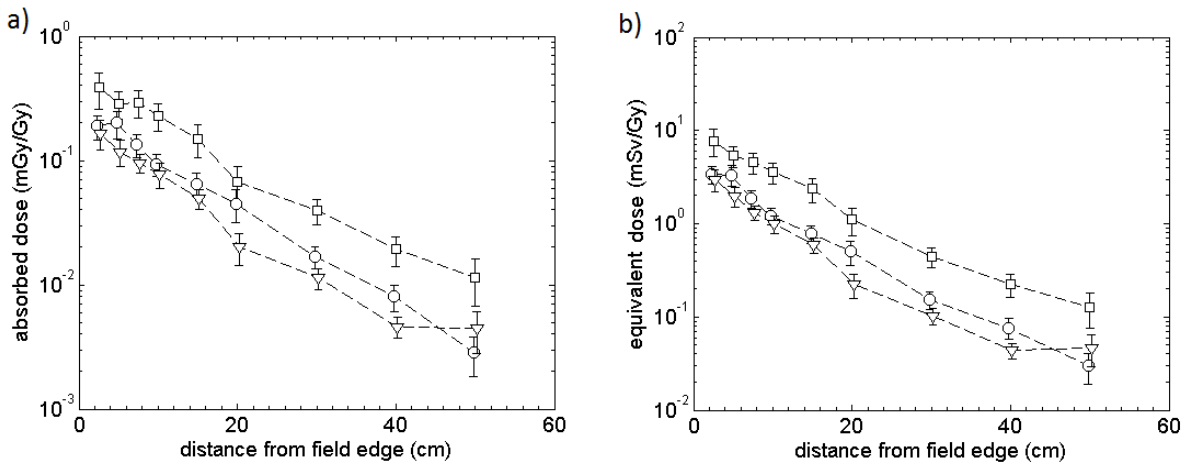 a)
10^0
10^-1
10^-2
10^-3
absorbed dose (mGy/Gy)
0 20 40 60
distance from field edge (cm)
b)
10^2
10^1
10^0
10^-1
10^-2
equivalent dose (mSv/Gy)
0 20 40 60
distance from field edge (cm)